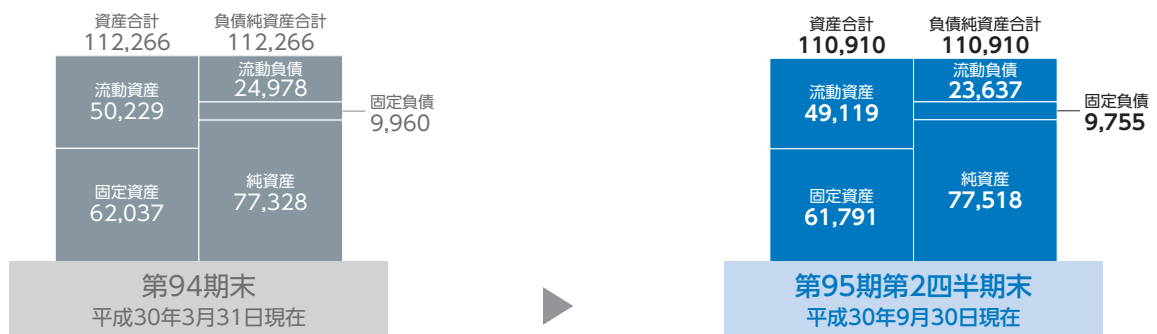 資産合計
112,266
負債純資産合計
112,266
流動資産
50,229
流動負債
24,978
固定負債
9,960
固定資産
62,037
純資産
77,328
第94期末
平成30年3月31日現在
資産合計
110,910
負債純資産合計
110,910
流動資産
49,119
流動負債
23,637
固定負債
9,755
固定資産
61,791
純資産
77,518
第95期第2四半期末
平成30年9月30日現在